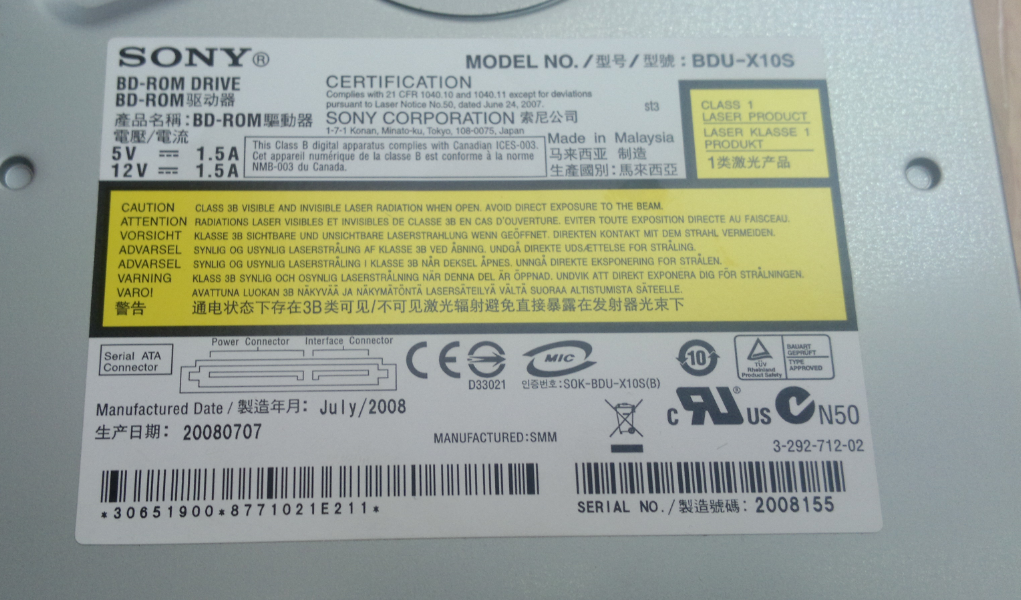 SONY®
MODEL NO./型号/型號: BDU-X10S
BD-ROM DRIVE
BD-ROM驱动器
產品名稱:BD-ROM驅動器
電壓/電流
5V ⎓ 1.5A
12V ⎓ 1.5A
CERTIFICATION
Complies with 21 CFR 1040.10 and 1040.11 except for deviations
pursuant to Laser Notice No.50, dated June 24, 2007.
SONY CORPORATION 索尼公司
1-7-1 Konan, Minato-ku, Tokyo, 108-0075, Japan
st3
This Class B digital apparatus complies with Canadian ICES-003.
Cet appareil numérique de la classe B est conforme à la norme
NMB-003 du Canada.
Made in Malaysia
马来西亚 制造
生產國別:馬來西亞
CLASS 1
LASER PRODUCT
LASER KLASSE 1
PRODUKT
1类激光产品
CAUTION CLASS 3B VISIBLE AND INVISIBLE LASER RADIATION WHEN OPEN. AVOID DIRECT EXPOSURE TO THE BEAM.
ATTENTION RADIATIONS LASER VISIBLES ET INVISIBLES DE CLASSE 3B EN CAS D'OUVERTURE. EVITER TOUTE EXPOSITION DIRECTE AU FAISCEAU.
VORSICHT KLASSE 3B SICHTBARE UND UNSICHTBARE LASERSTRAHLUNG WENN GEÖFFNET. DIREKTEN KONTAKT MIT DEM STRAHL VERMEIDEN.
ADVARSEL SYNLIG OG USYNLIG LASERSTRÅLING AF KLASSE 3B VED ÅBNING. UNDGÅ DIREKTE UDSÆTTELSE FOR STRÅLING.
ADVARSEL SYNLIG OG USYNLIG LASERSTRÅLING I KLASSE 3B NÅR DEKSEL ÅPNES. UNNGÅ DIREKTE EKSPONERING FOR STRÅLEN.
VARNING KLASS 3B SYNLIG OCH OSYNLIG LASERSTRÅLNING NÄR DENNA DEL ÄR ÖPPNAD. UNDVIK ATT DIREKT EXPONERA DIG FÖR STRÅLNINGEN.
VARO! AVATTUNA LUOKAN 3B NÄKYVÄÄ JA NÄKYMÄTÖNTÄ LASERSÄTEILYÄ VÄLTÄ SUORAA ALTISTUMISTA SÄTEELLE.
警告 通电状态下存在3B类可见/不可见激光辐射避免直接暴露在发射器光束下
Serial ATA
Connector
Power Connector Interface Connector
CE
D33021
MIC
인증번호:SOK-BDU-X10S(B)
10
TÜV
Rheinland
Product Safety
BAUART
GEPRÜFT
TYPE
APPROVED
Manufactured Date / 製造年月: July/2008
生产日期: 20080707
MANUFACTURED:SMM
c RU® US
N50
3-292-712-02
*30651900*8771021E211*
SERIAL NO./製造號碼: 2008155